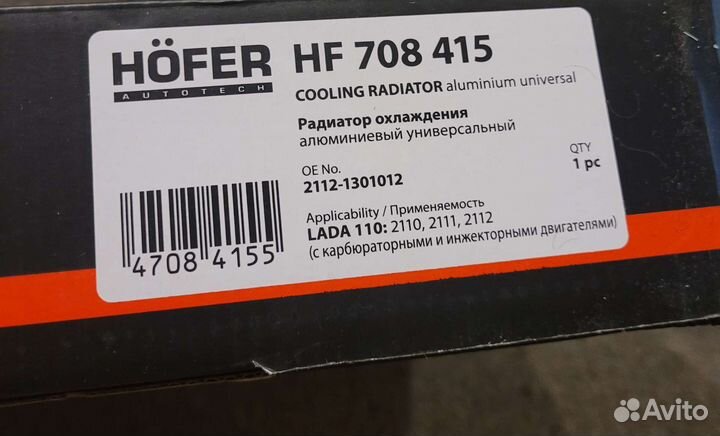 HÖFER
AUTOTECH
HF 708 415
COOLING RADIATOR aluminium universal
Радиатор охлаждения
алюминиевый универсальный
QTY
1 pc
OE No.
2112-1301012
Applicability / Применяемость
LADA 110: 2110, 2111, 2112
(с карбюраторными и инжекторными двигателями)
4708 4155
Avito